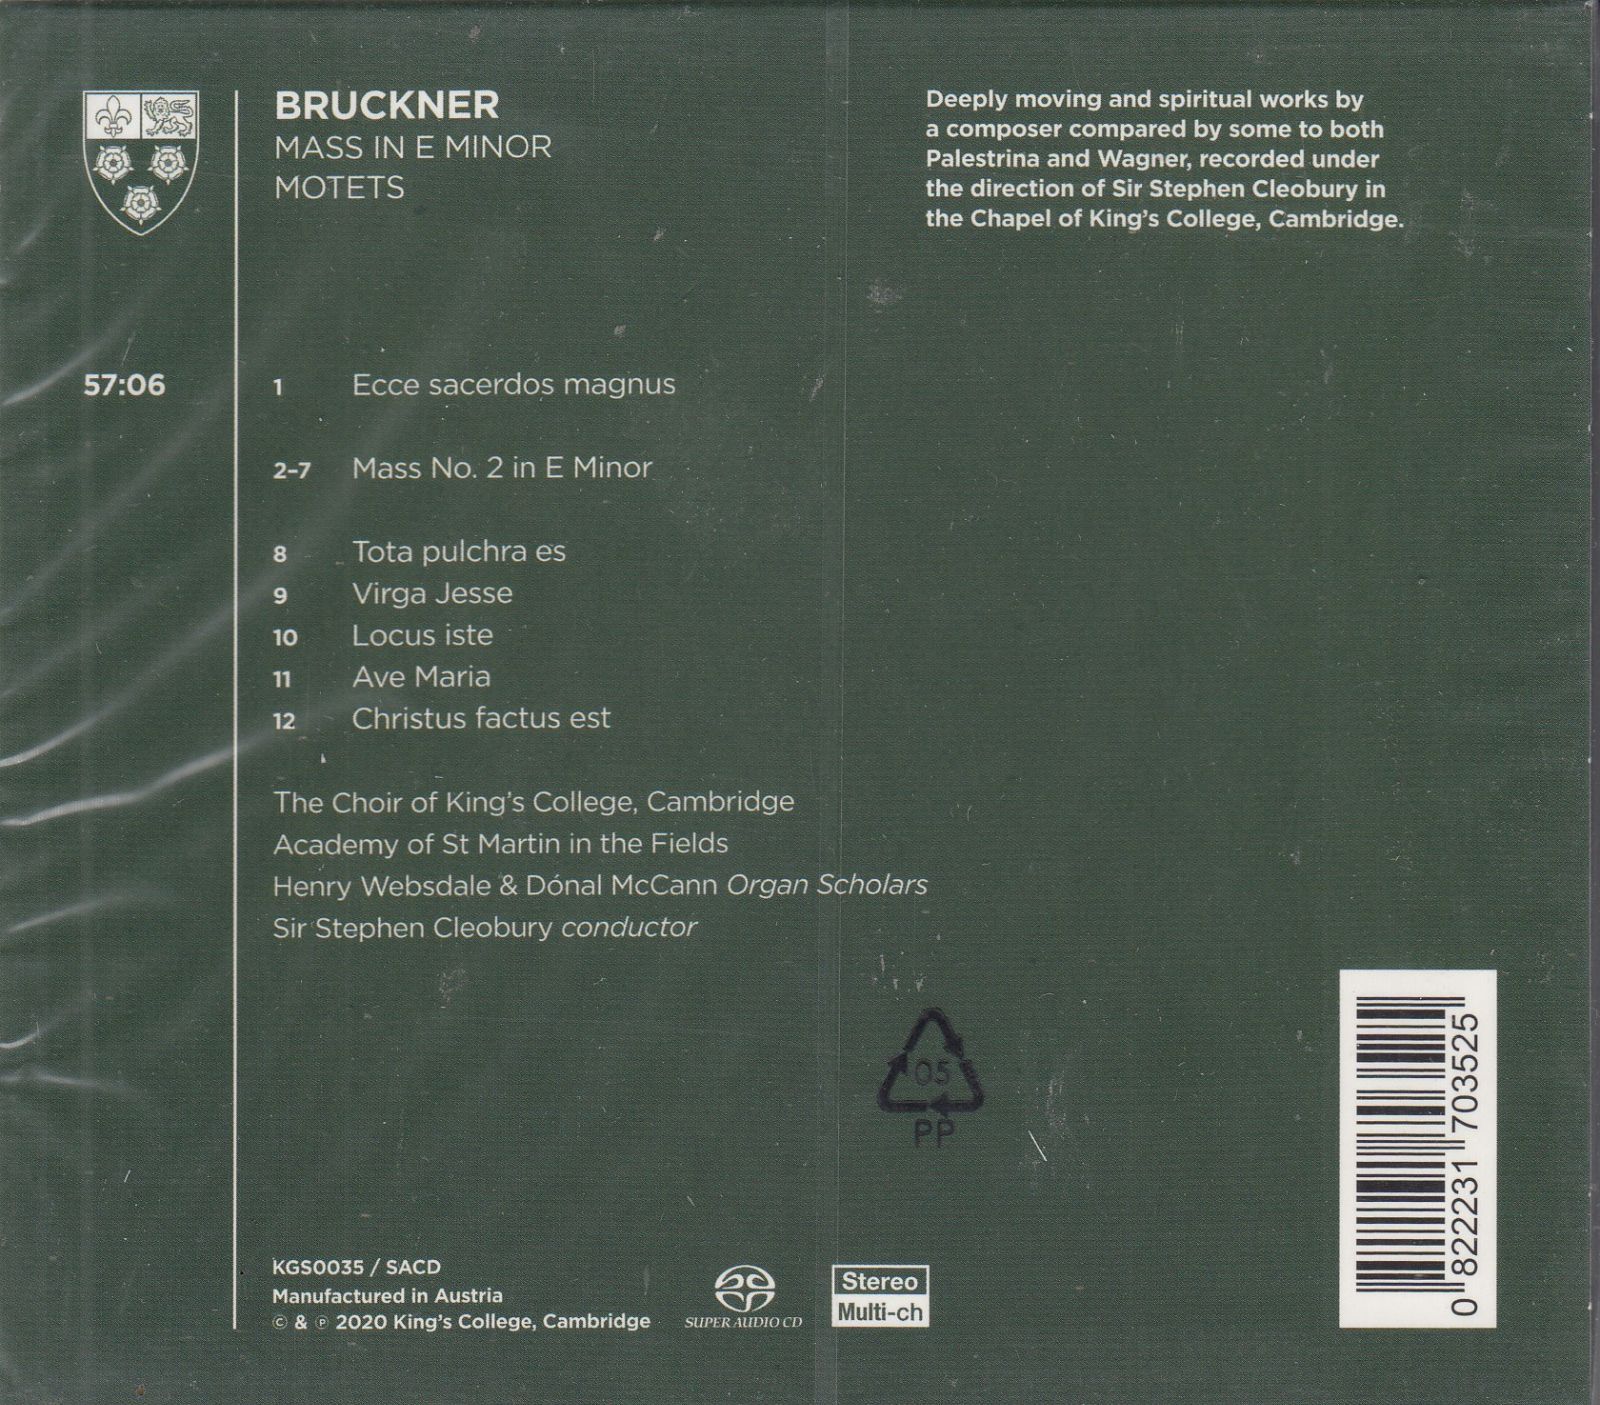 BRUCKNER
MASS IN E MINOR
MOTETS
Deeply moving and spiritual works by
a composer compared by some to both
Palestrina and Wagner, recorded under
the direction of Sir Stephen Cleobury in
the Chapel of King's College, Cambridge.
57:06
1 Ecce sacerdos magnus
2-7 Mass No. 2 in E Minor
8 Tota pulchra es
9 Virga Jesse
10 Locus iste
11 Ave Maria
12 Christus factus est
The Choir of King's College, Cambridge
Academy of St Martin in the Fields
Henry Websdale & Dónal McCann Organ Scholars
Sir Stephen Cleobury conductor
05
PP
KGS0035 / SACD
Manufactured in Austria
© & ℗ 2020 King's College, Cambridge
SUPER AUDIO CD
Stereo
Multi-ch
0 822231 703525